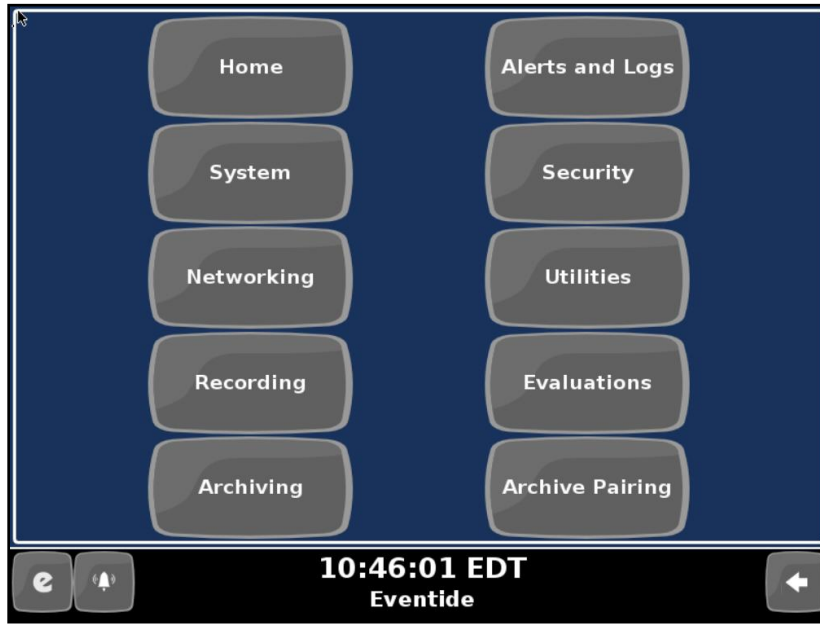 Home
Alerts and Logs
System
Security
Networking
Utilities
Recording
Evaluations
Archiving
Archive Pairing
e
10:46:01 EDT
Eventide